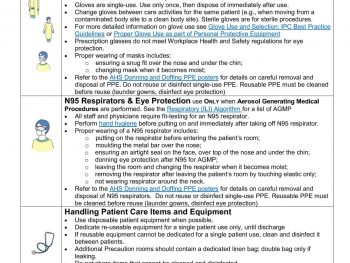 • Gloves are single-use. Use only once, then dispose of immediately after use.
• Change gloves between care activities for the same patient (e.g., when moving from a
contaminated body site to a clean body site). Sterile gloves are for sterile procedures.
• For more detailed information on glove use see Glove Use and Selection: IPC Best Practice
Guidelines or Proper Glove Use as part of Personal Protective Equipment
• Prescription glasses do not meet Workplace Health and Safety regulations for eye
protection.
• Proper wearing of masks includes:
o ensuring a snug fit over the nose and under the chin;
o changing mask when it becomes moist;
• Refer to the AHS Donning and Doffing PPE posters for details on careful removal and
disposal of PPE. Do not reuse or disinfect single-use PPE. Reusable PPE must be cleaned
before reuse (launder gowns, disinfect eye protection)
N95 Respirators & Eye Protection use ONLY when Aerosol Generating Medical
Procedures are performed. See the Respiratory (ILI) Algorithm for a list of AGMP
• All staff and physicians require fit-testing for an N95 respirator.
• Perform hand hygiene before putting on and immediately after taking off N95 respirator.
• Proper wearing of a N95 respirator includes:
o putting on the respirator before entering the patient's room;
o moulding the metal bar over the nose;
o ensuring an airtight seal on the face, over top of the nose and under the chin;
o donning eye protection after N95 for AGMP;
o leaving the room and changing the respirator when it becomes moist;
o removing the respirator after leaving the patient's room by touching elastic only;
o not wearing respirator around the neck.
• Refer to the AHS Donning and Doffing PPE posters for details on careful removal and
disposal of N95 respirators. Do not reuse or disinfect single-use PPE. Reusable PPE must
be cleaned before reuse (launder gowns, disinfect eye protection)
Handling Patient Care Items and Equipment
• Use disposable patient equipment when possible.
• Dedicate re-useable equipment for a single patient use only, until discharge
• If reusable equipment cannot be dedicated for a single patient use, clean and disinfect it
between patients.
• Additional Precaution rooms should contain a dedicated linen bag; double bag only if
leaking.